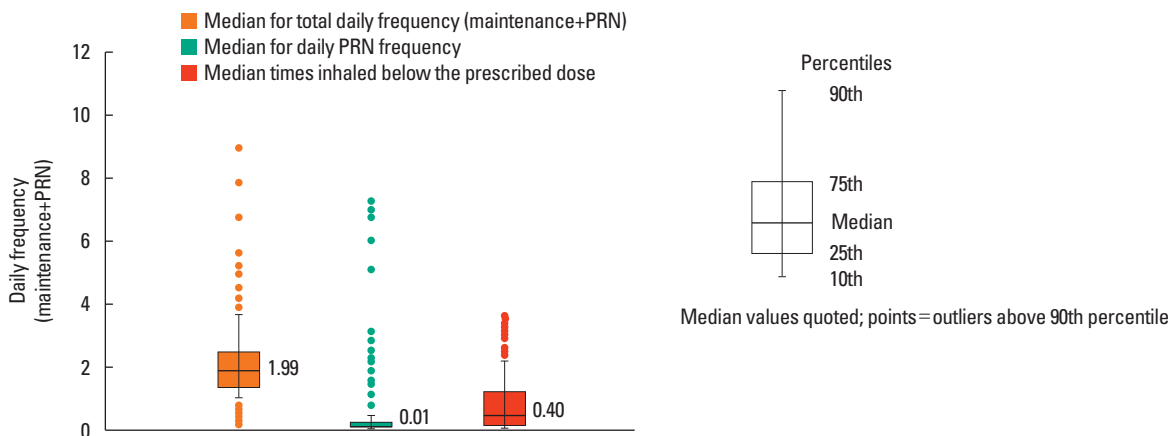 Median for total daily frequency (maintenance+PRN)
Median for daily PRN frequency
Median times inhaled below the prescribed dose
12
10
8
6
4
2
0
Daily frequency
(maintenance+PRN)
1.99
0.01
0.40
Percentiles
90th
75th
Median
25th
10th
Median values quoted; points=outliers above 90th percentile